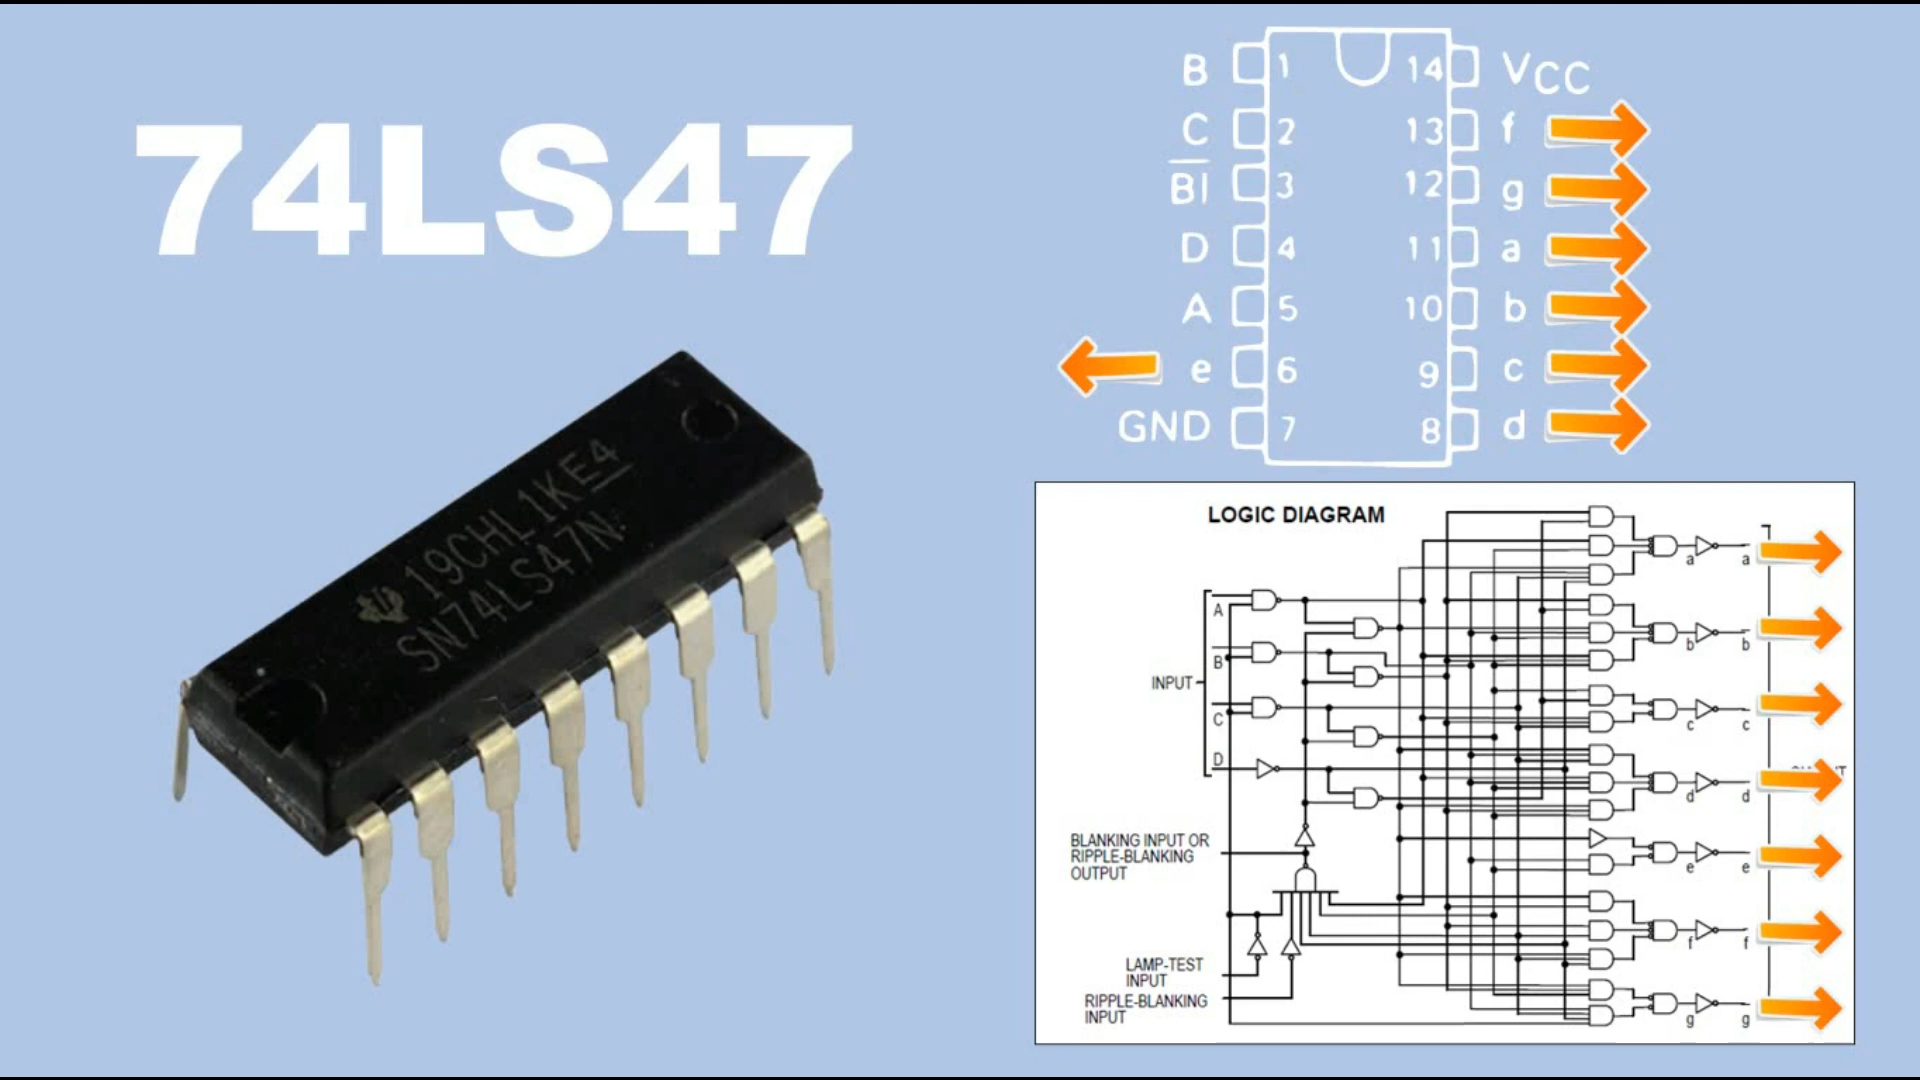 74LS47
B 1 14 VCC
C 2 13 f
BI 3 12 g
D 4 11 a
A 5 10 b
e 6 9 c
GND 7 8 d
19CHL1KE4
SN74LS47N
LOGIC DIAGRAM
a a
A
b b
B
INPUT
c c
C
D
d d
BLANKING INPUT OR
RIPPLE-BLANKING
OUTPUT
e e
f f
LAMP-TEST
INPUT
RIPPLE-BLANKING
INPUT
g g